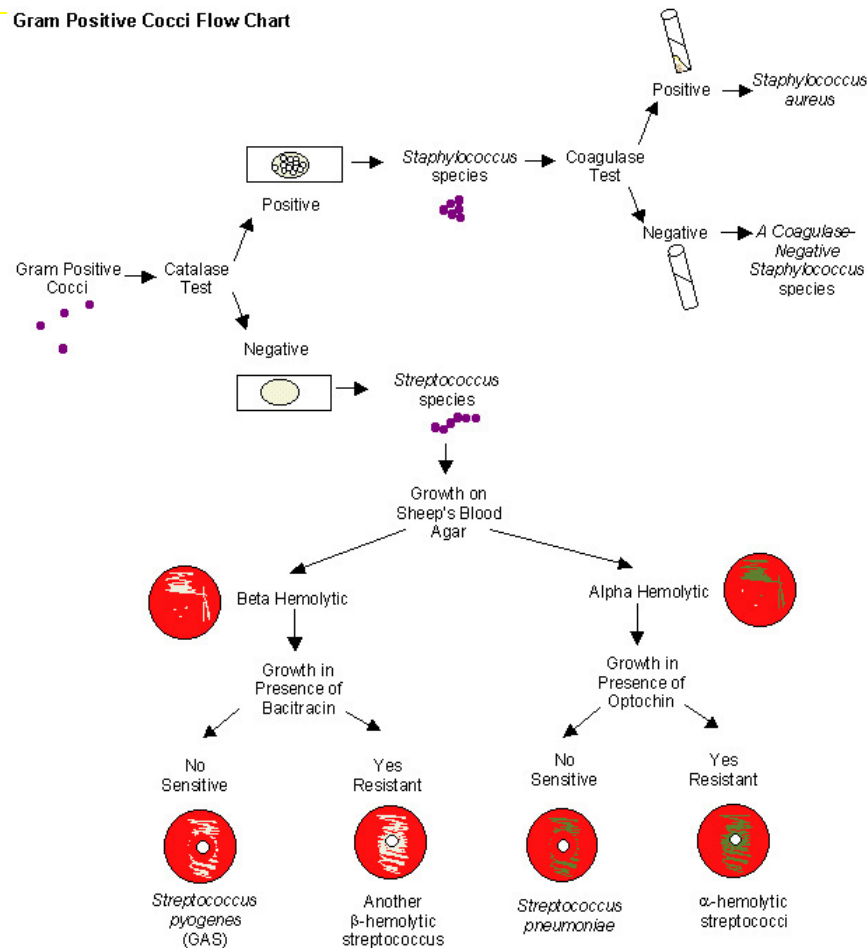 Gram Positive Cocci Flow Chart
Positive
Staphylococcus
aureus
Staphylococcus
species
Coagulase
Test
Positive
Negative
A Coagulase-
Negative
Staphylococcus
species
Gram Positive
Cocci
Catalase
Test
Negative
Streptococcus
species
Growth on
Sheep's Blood
Agar
Beta Hemolytic
Alpha Hemolytic
Growth in
Presence of
Bacitracin
Growth in
Presence of
Optochin
No
Sensitive
Yes
Resistant
No
Sensitive
Yes
Resistant
Streptococcus
pyogenes
(GAS)
Another
β-hemolytic
streptococcus
Streptococcus
pneumoniae
α-hemolytic
streptococci